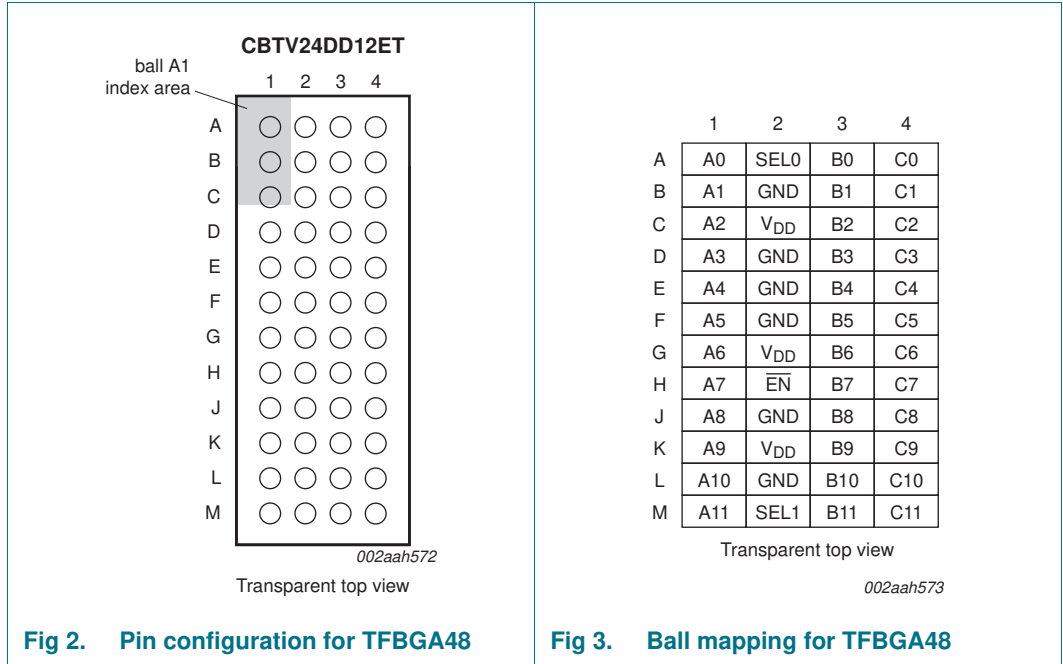 CBTV24DD12ET
ball A1
index area
1 2 3 4
A
B
C
D
E
F
G
H
J
K
L
M
002aah572
Transparent top view
Fig 2. Pin configuration for TFBGA48
1 2 3 4
A A0 SEL0 B0 C0
B A1 GND B1 C1
C A2 VDD B2 C2
D A3 GND B3 C3
E A4 GND B4 C4
F A5 GND B5 C5
G A6 VDD B6 C6
H A7 E̅N̅ B7 C7
J A8 GND B8 C8
K A9 VDD B9 C9
L A10 GND B10 C10
M A11 SEL1 B11 C11
Transparent top view
002aah573
Fig 3. Ball mapping for TFBGA48